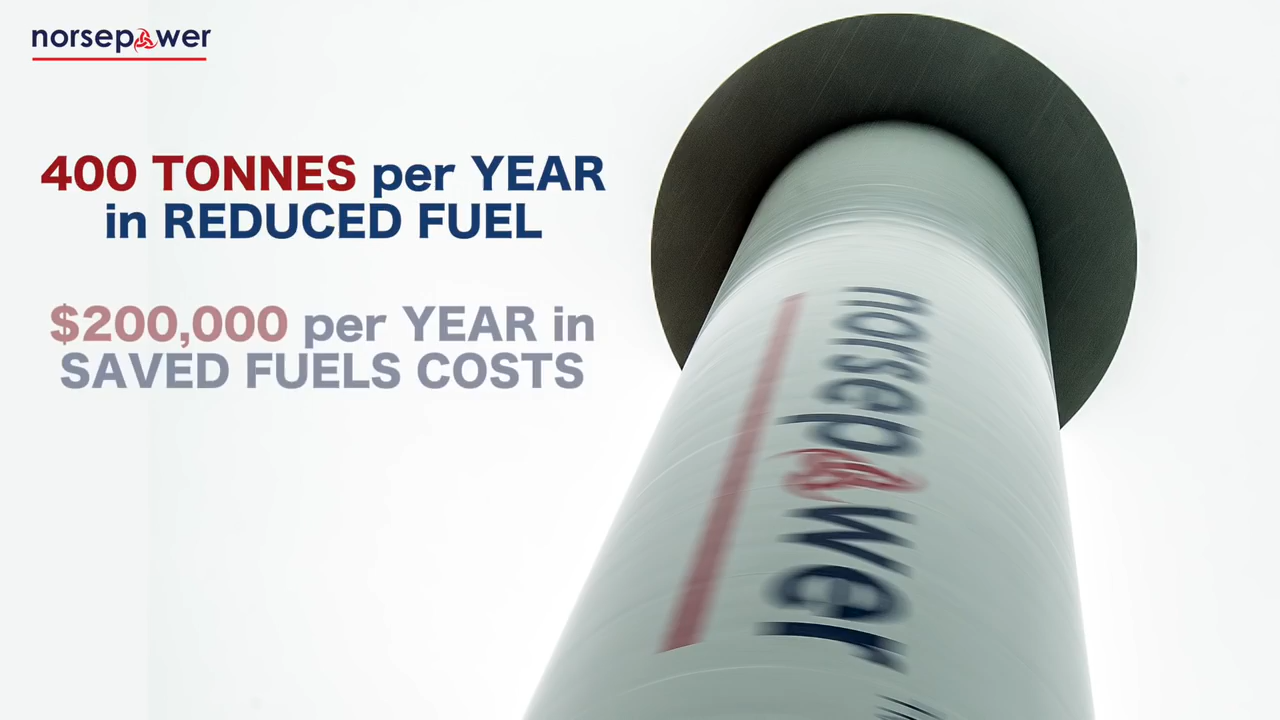 norsepower
400 TONNES per YEAR
in REDUCED FUEL
$200,000 per YEAR in
SAVED FUELS COSTS
norsepower